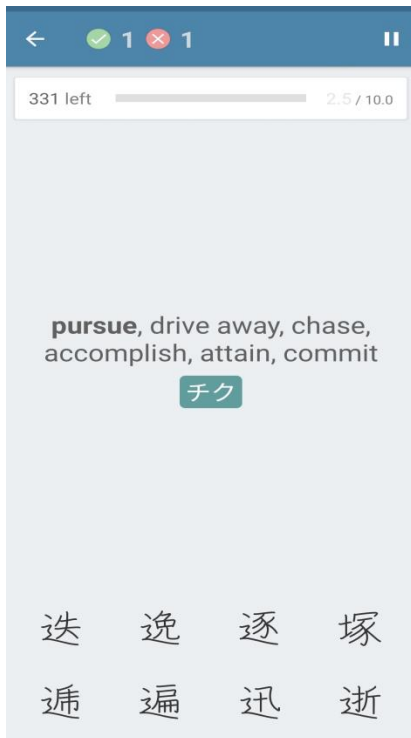 1 1
331 left 2.5 / 10.0
pursue, drive away, chase,
accomplish, attain, commit
チク
迭 逸 逐 塚
逓 遍 迅 逝